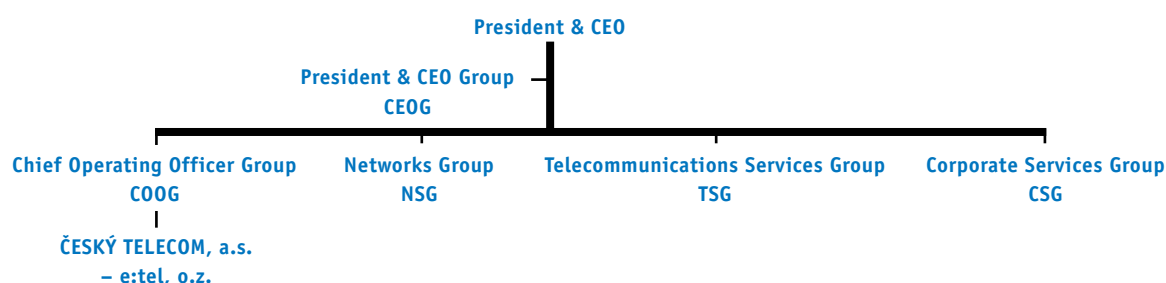 President & CEO
President & CEO Group
CEOG
Chief Operating Officer Group
COOG
Networks Group
NSG
Telecommunications Services Group
TSG
Corporate Services Group
CSG
ČESKÝ TELECOM, a.s.
– e:tel, o.z.